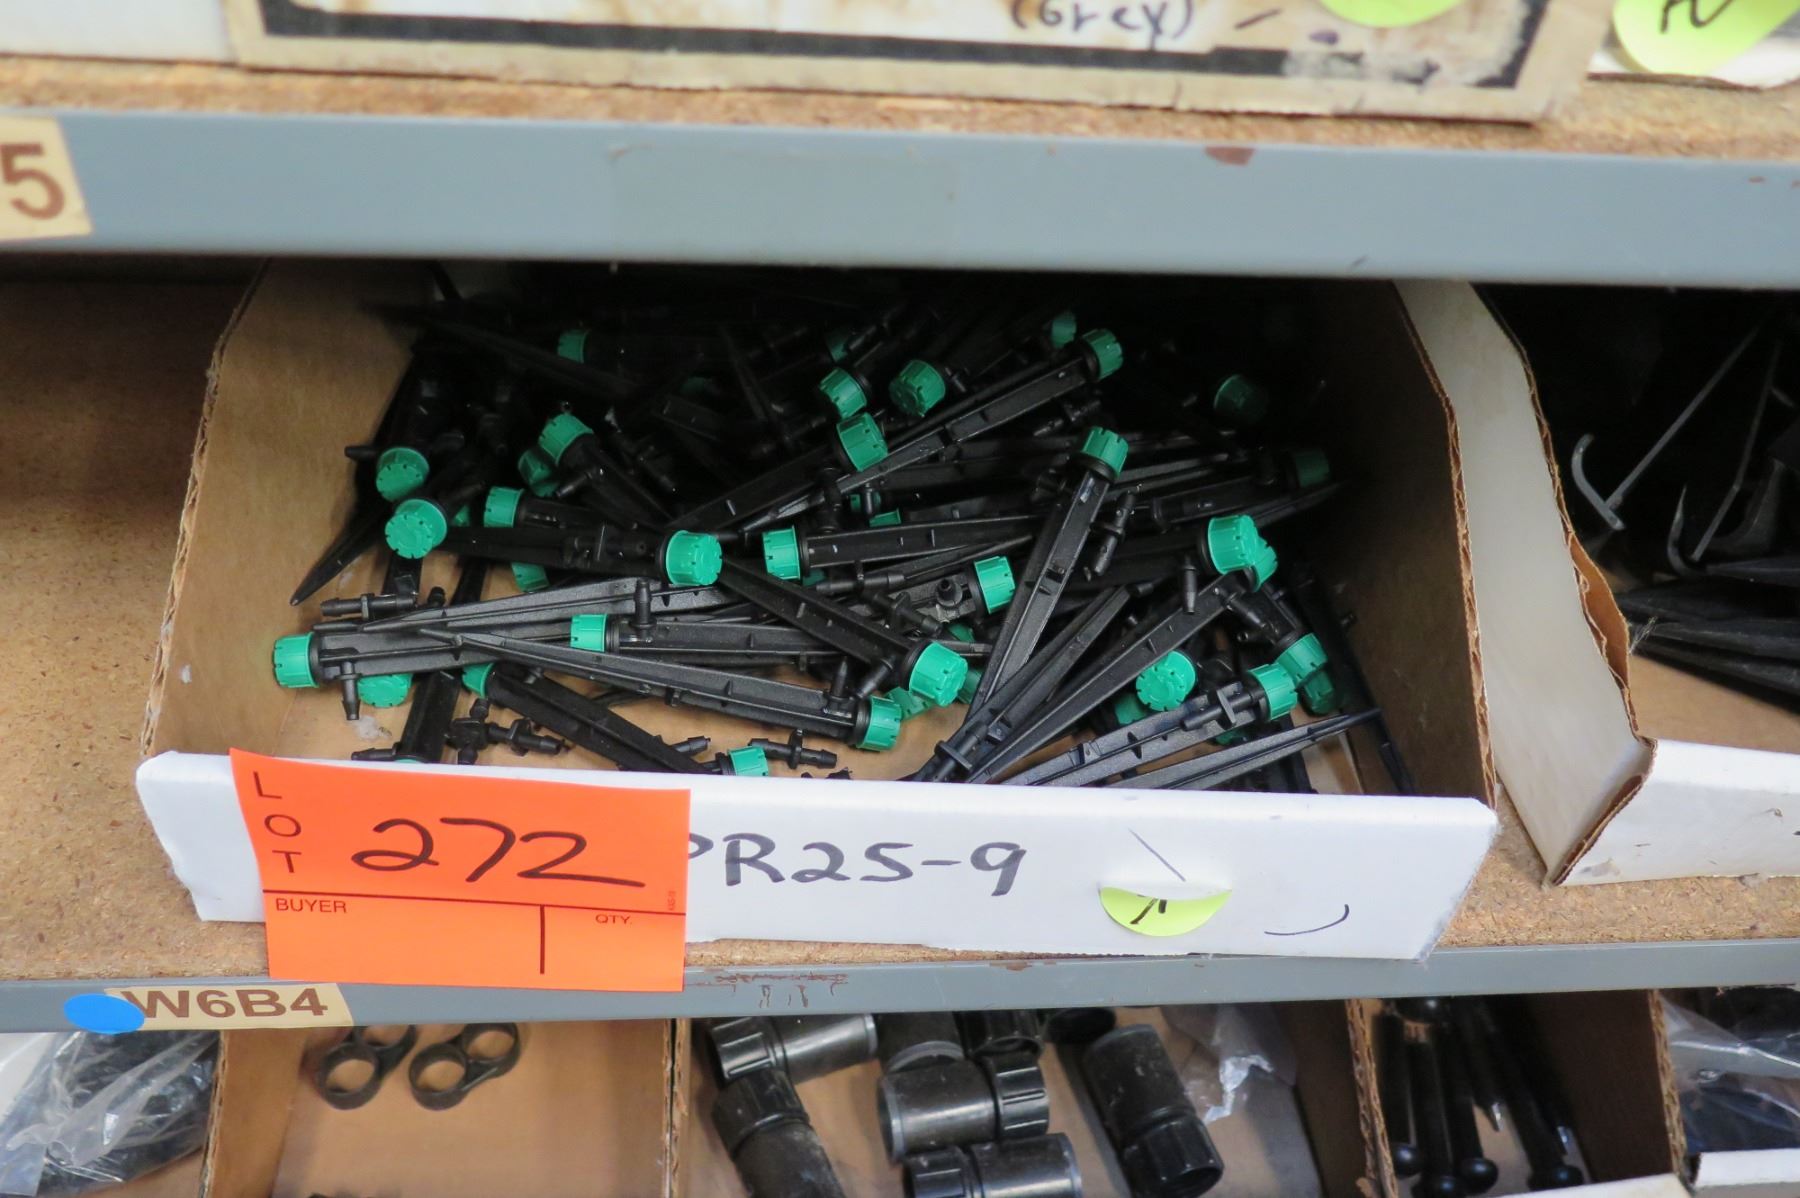 (Grey) -
5
LOT
272
PR25-9
BUYER
QTY.
W6B4